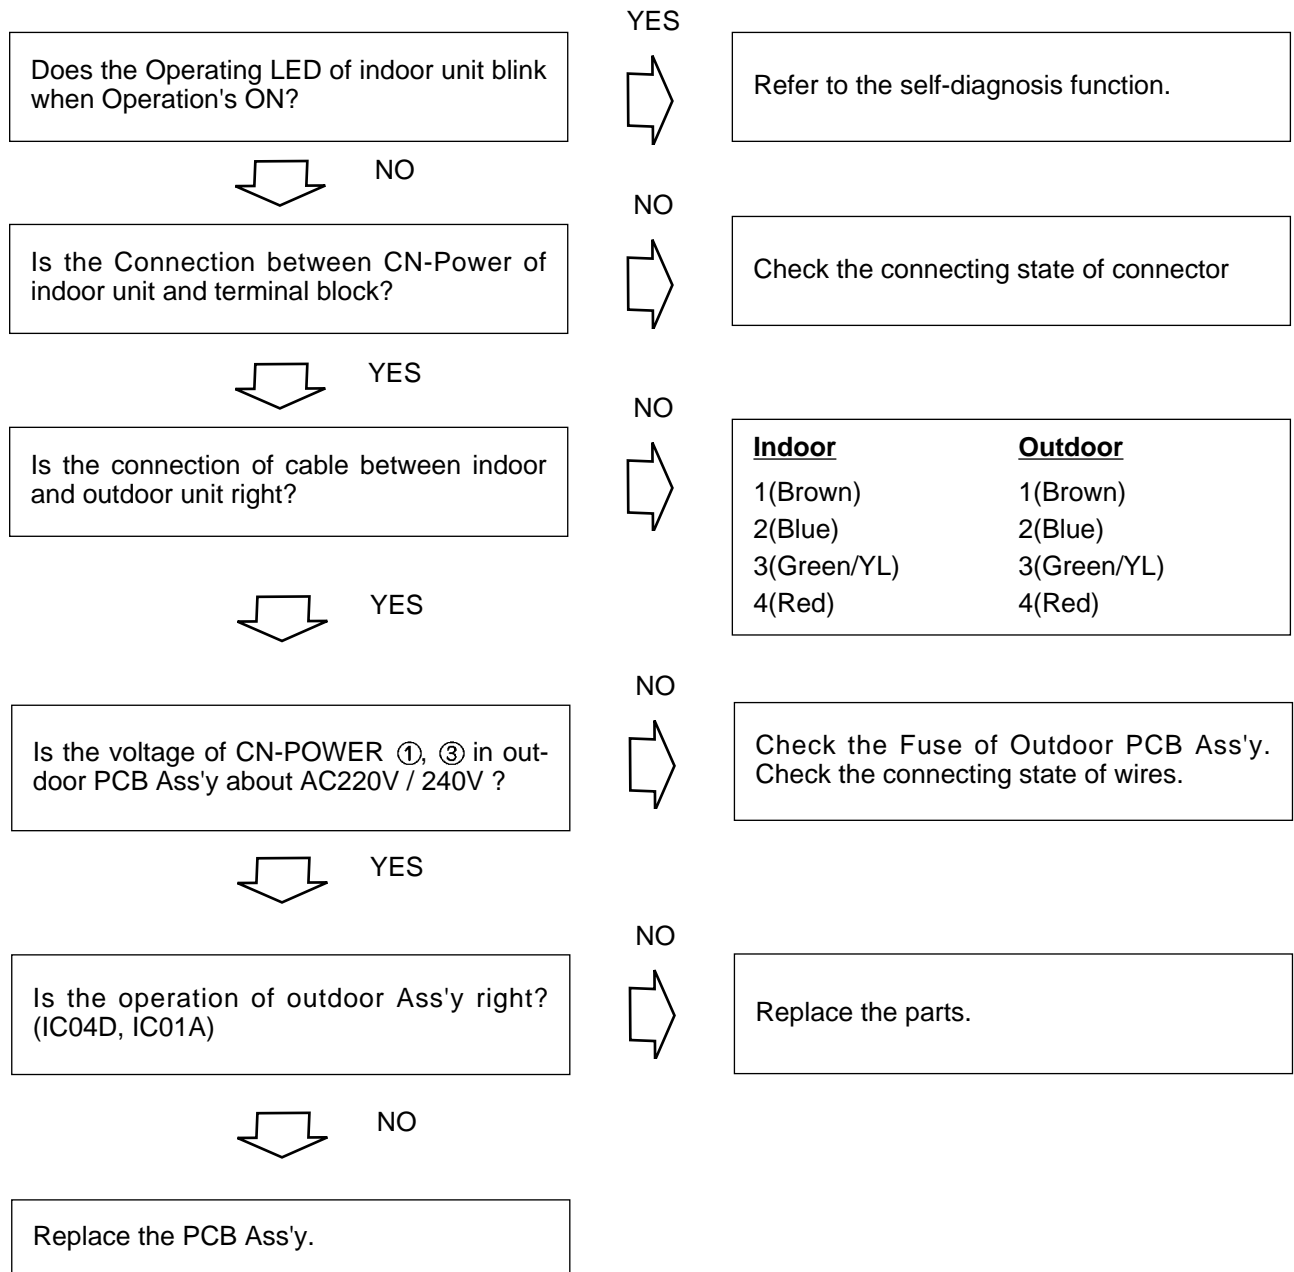 YES
Does the Operating LED of indoor unit blink
when Operation's ON?
Refer to the self-diagnosis function.
NO
NO
Is the Connection between CN-Power of
indoor unit and terminal block?
Check the connecting state of connector
YES
NO
Is the connection of cable between indoor
and outdoor unit right?
Indoor Outdoor
1(Brown) 1(Brown)
2(Blue) 2(Blue)
3(Green/YL) 3(Green/YL)
4(Red) 4(Red)
YES
NO
Is the voltage of CN-POWER ①, ③ in out-
door PCB Ass'y about AC220V / 240V ?
Check the Fuse of Outdoor PCB Ass'y.
Check the connecting state of wires.
YES
NO
Is the operation of outdoor Ass'y right?
(IC04D, IC01A)
Replace the parts.
NO
Replace the PCB Ass'y.